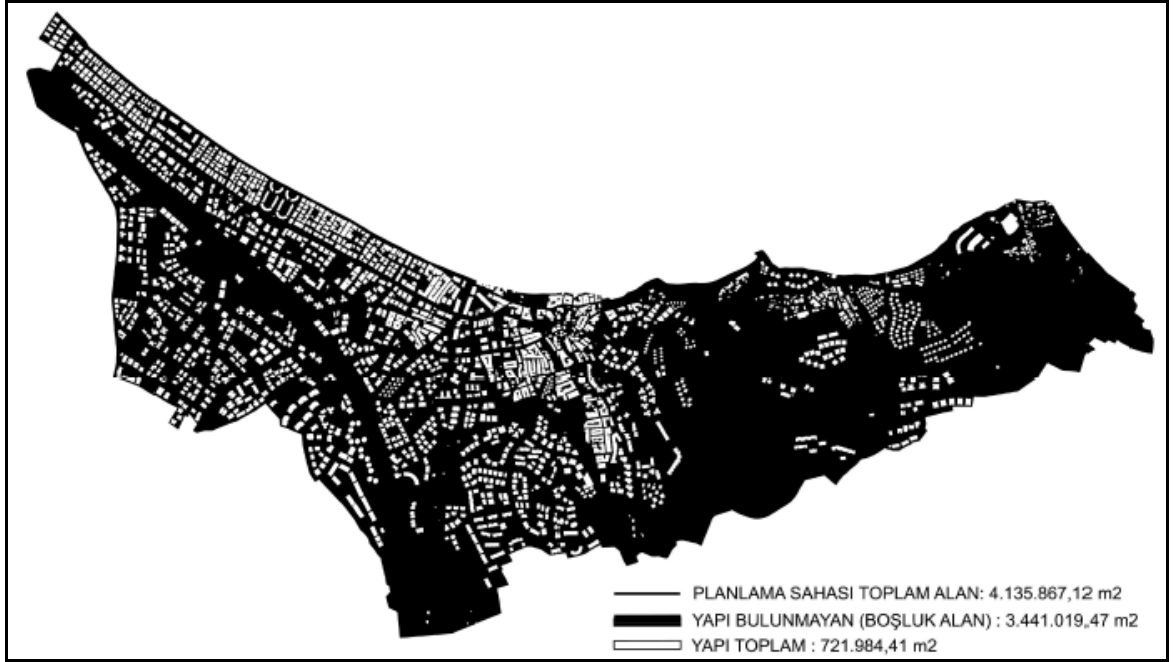 PLANLAMA SAHASI TOPLAM ALAN: 4.135.867,12 m2
YAPI BULUNMAYAN (BOŞLUK ALAN) : 3.441.019,47 m2
YAPI TOPLAM : 721.984,41 m2